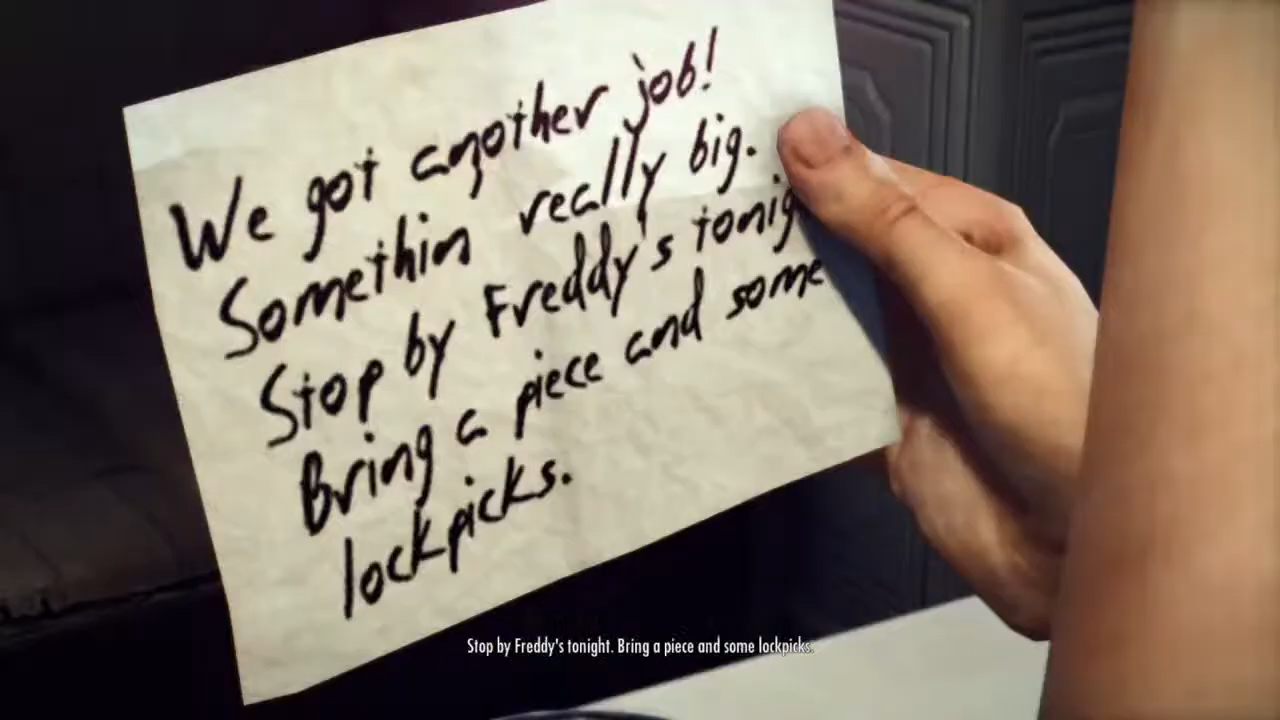 We got another job!
Somethin really big.
Stop by Freddy's tonig
Bring a piece and some
lockpicks.
Stop by Freddy's tonight. Bring a piece and some lockpicks.